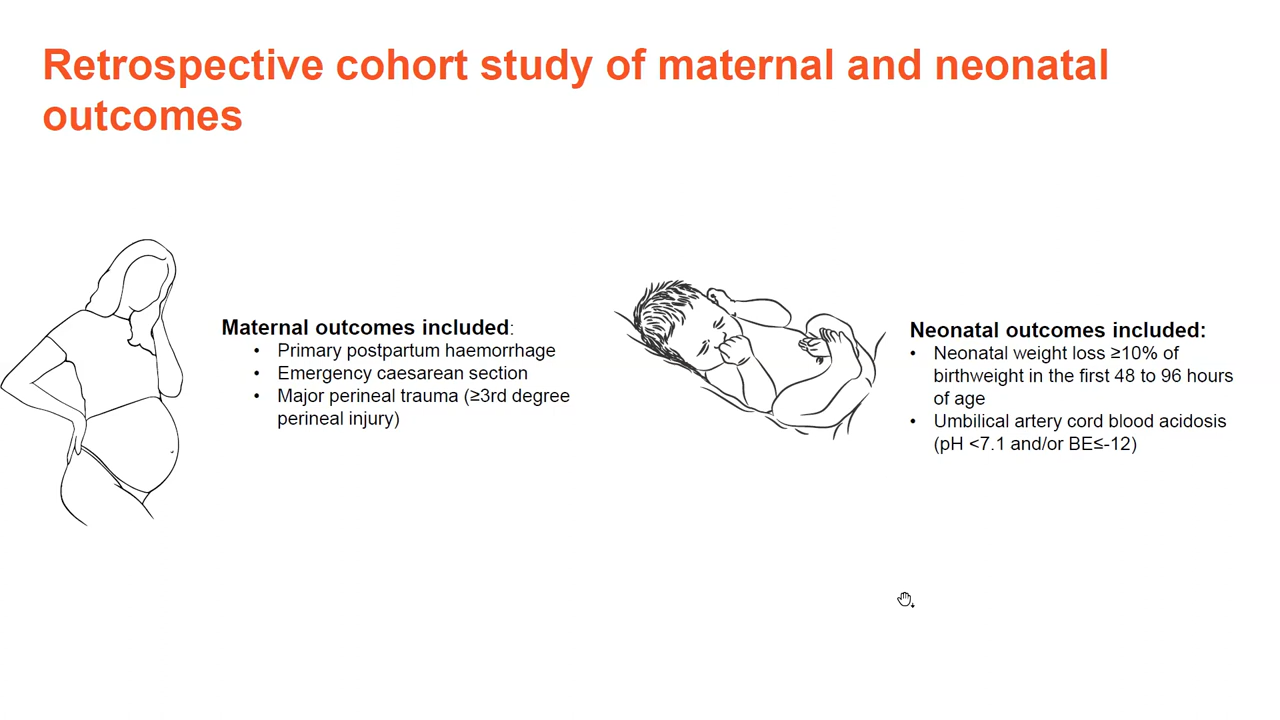 Retrospective cohort study of maternal and neonatal
outcomes
Maternal outcomes included:
• Primary postpartum haemorrhage
• Emergency caesarean section
• Major perineal trauma (≥3rd degree
perineal injury)
Neonatal outcomes included:
• Neonatal weight loss ≥10% of
birthweight in the first 48 to 96 hours
of age
• Umbilical artery cord blood acidosis
(pH <7.1 and/or BE≤-12)